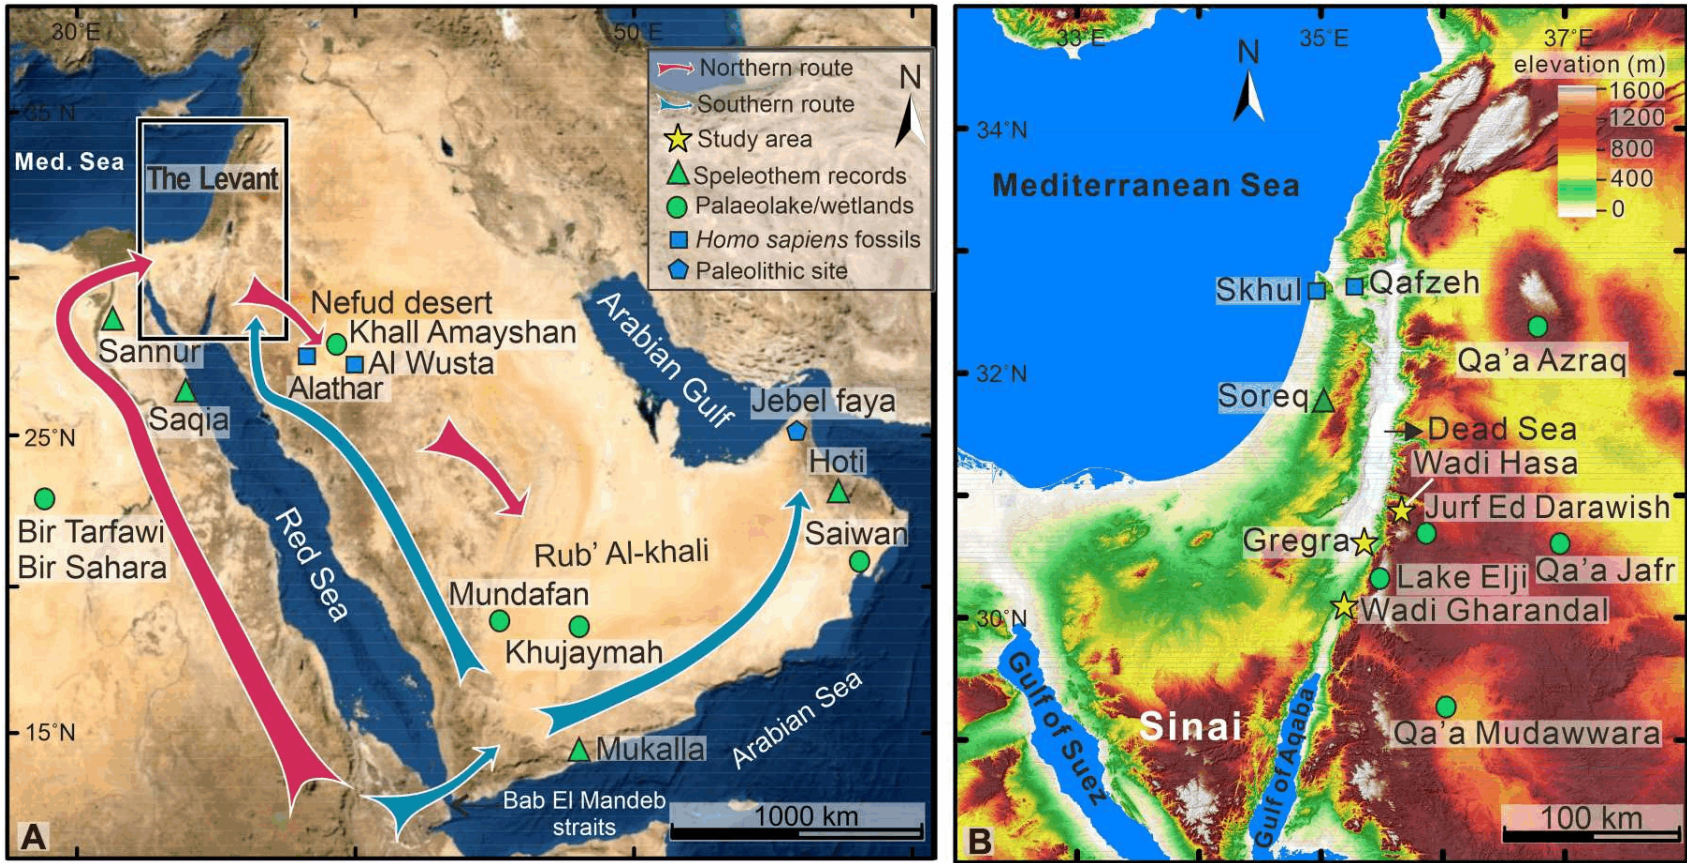 30˚E
50˚E
35˚N
25˚N
15˚N
Northern route
Southern route
Study area
Speleothem records
Palaeolake/wetlands
Homo sapiens fossils
Paleolithic site
N
Med. Sea
The Levant
Nefud desert
Khall Amayshan
Al Wusta
Alathar
Sannur
Saqia
Arabian Gulf
Jebel faya
Hoti
Saiwan
Bir Tarfawi
Bir Sahara
Red Sea
Rub' Al-khali
Mundafan
Khujaymah
Mukalla
Arabian Sea
Bab El Mandeb
straits
1000 km
A
33˚E
35˚E
37˚E
N
elevation (m)
1600
1200
800
400
0
34˚N
Mediterranean Sea
Skhul
Qafzeh
Qa'a Azraq
32˚N
Soreq
Dead Sea
Wadi Hasa
Jurf Ed Darawish
Gregra
Qa'a Jafr
Lake Elji
Wadi Gharandal
30˚N
Gulf of Suez
Sinai
Gulf of Aqaba
Qa'a Mudawwara
100 km
B